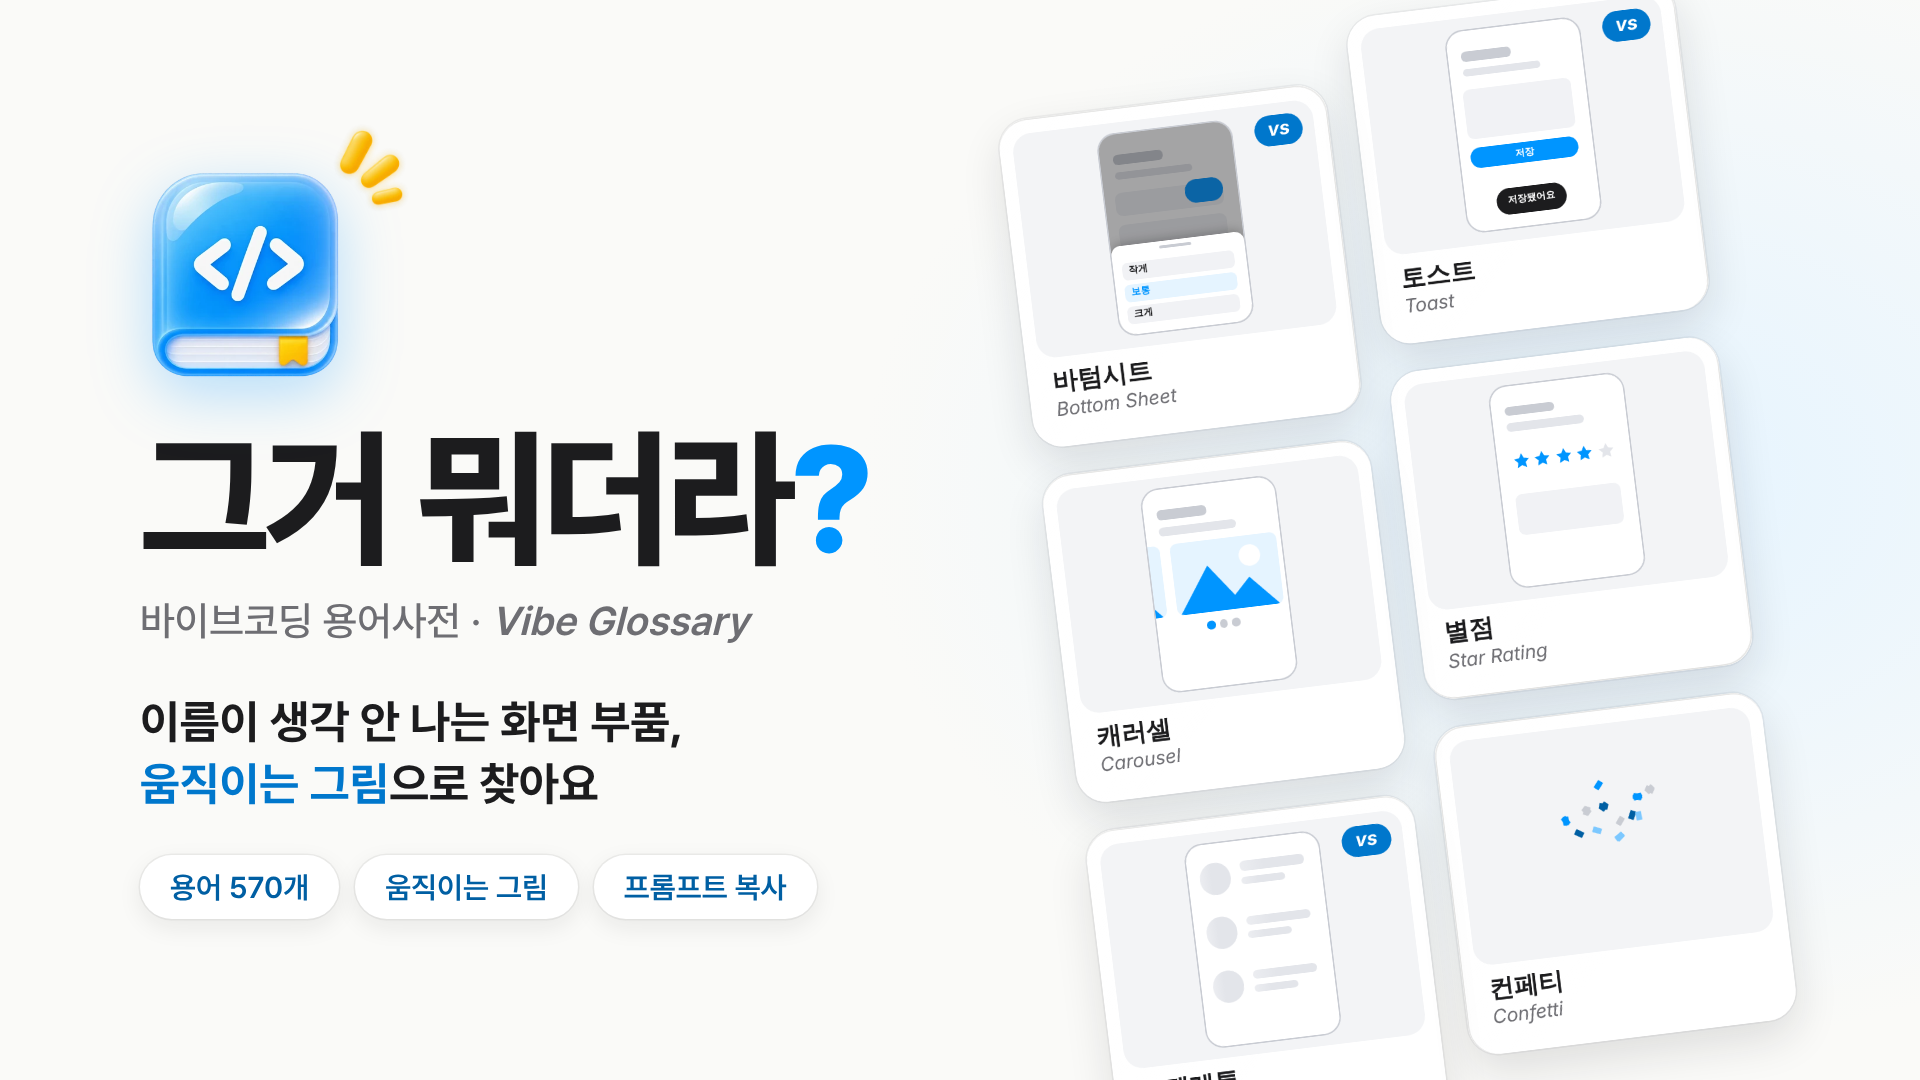 그거 뭐더라?
바이브코딩 용어사전 · Vibe Glossary
이름이 생각 안 나는 화면 부품,
움직이는 그림으로 찾아요
용어 570개
움직이는 그림
프롬프트 복사
vs
작게
보통
크게
바텀시트
Bottom Sheet
vs
저장
저장됐어요
토스트
Toast
캐러셀
Carousel
별점
Star Rating
vs
컨페티
Confetti